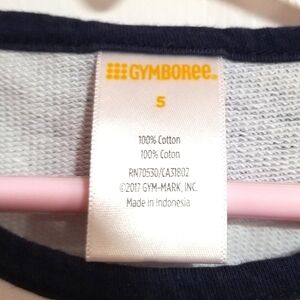 GYMBOREE
5
100% Cotton
100% Coton
RN70530/CA31802
©2017 GYM-MARK, INC.
Made in Indonesia